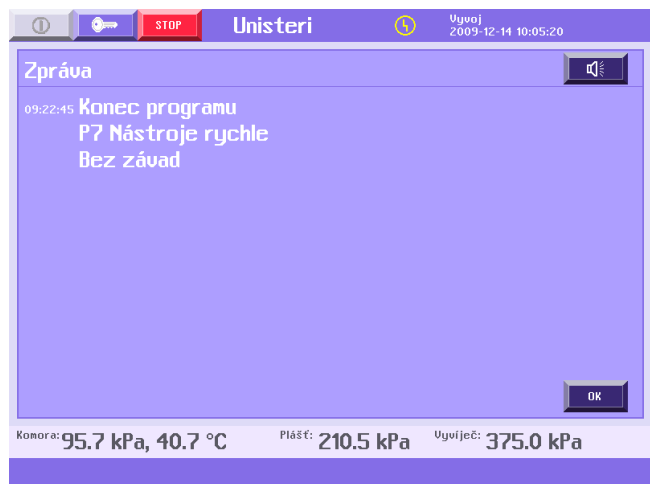 STOP Unisteri Vyvoj
2009-12-14 10:05:20
Zpráva
09:22:45 Konec programu
P7 Nástroje rychle
Bez závad
OK
Komora: 95.7 kPa, 40.7 °C Plášť: 210.5 kPa Vyvíječ: 375.0 kPa